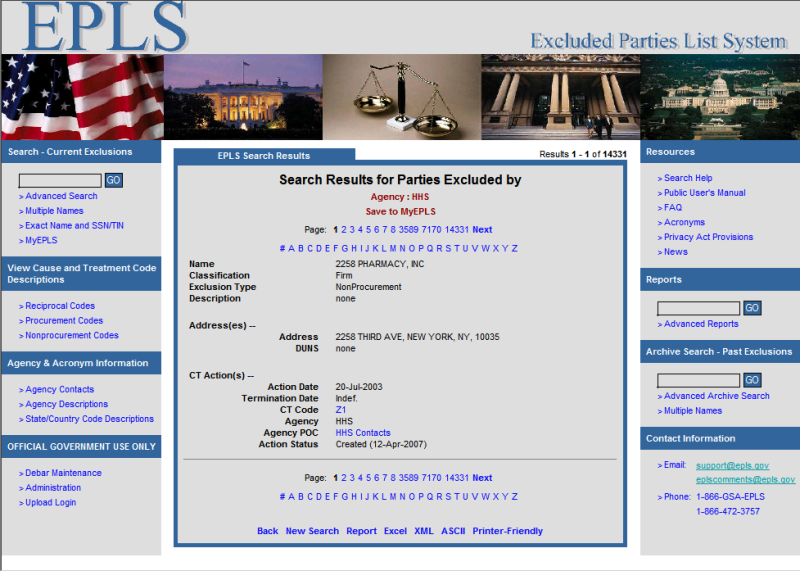 EPLS
Excluded Parties List System
Search - Current Exclusions
GO
> Advanced Search
> Multiple Names
> Exact Name and SSN/TIN
> MyEPLS
View Cause and Treatment Code
Descriptions
> Reciprocal Codes
> Procurement Codes
> Nonprocurement Codes
Agency & Acronym Information
> Agency Contacts
> Agency Descriptions
> State/Country Code Descriptions
OFFICIAL GOVERNMENT USE ONLY
> Debar Maintenance
> Administration
> Upload Login
EPLS Search Results
Results 1 - 1 of 14331
Search Results for Parties Excluded by
Agency : HHS
Save to MyEPLS
Page: 1 2 3 4 5 6 7 8 3589 7170 14331 Next
# A B C D E F G H I J K L M N O P Q R S T U V W X Y Z
Name 2258 PHARMACY, INC
Classification Firm
Exclusion Type NonProcurement
Description none
Address(es) --
Address 2258 THIRD AVE, NEW YORK, NY, 10035
DUNS none
CT Action(s) --
Action Date 20-Jul-2003
Termination Date Indef.
CT Code Z1
Agency HHS
Agency POC HHS Contacts
Action Status Created (12-Apr-2007)
Page: 1 2 3 4 5 6 7 8 3589 7170 14331 Next
# A B C D E F G H I J K L M N O P Q R S T U V W X Y Z
Back New Search Report Excel XML ASCII Printer-Friendly
Resources
> Search Help
> Public User's Manual
> FAQ
> Acronyms
> Privacy Act Provisions
> News
Reports
GO
> Advanced Reports
Archive Search - Past Exclusions
GO
> Advanced Archive Search
> Multiple Names
Contact Information
> Email: support@epls.gov
eplscomments@epls.gov
> Phone: 1-866-GSA-EPLS
1-866-472-3757